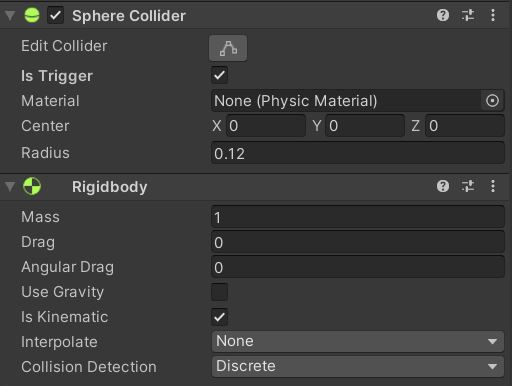 Sphere Collider
Edit Collider
Is Trigger
Material None (Physic Material)
Center X 0 Y 0 Z 0
Radius 0.12
Rigidbody
Mass 1
Drag 0
Angular Drag 0
Use Gravity
Is Kinematic
Interpolate None
Collision Detection Discrete